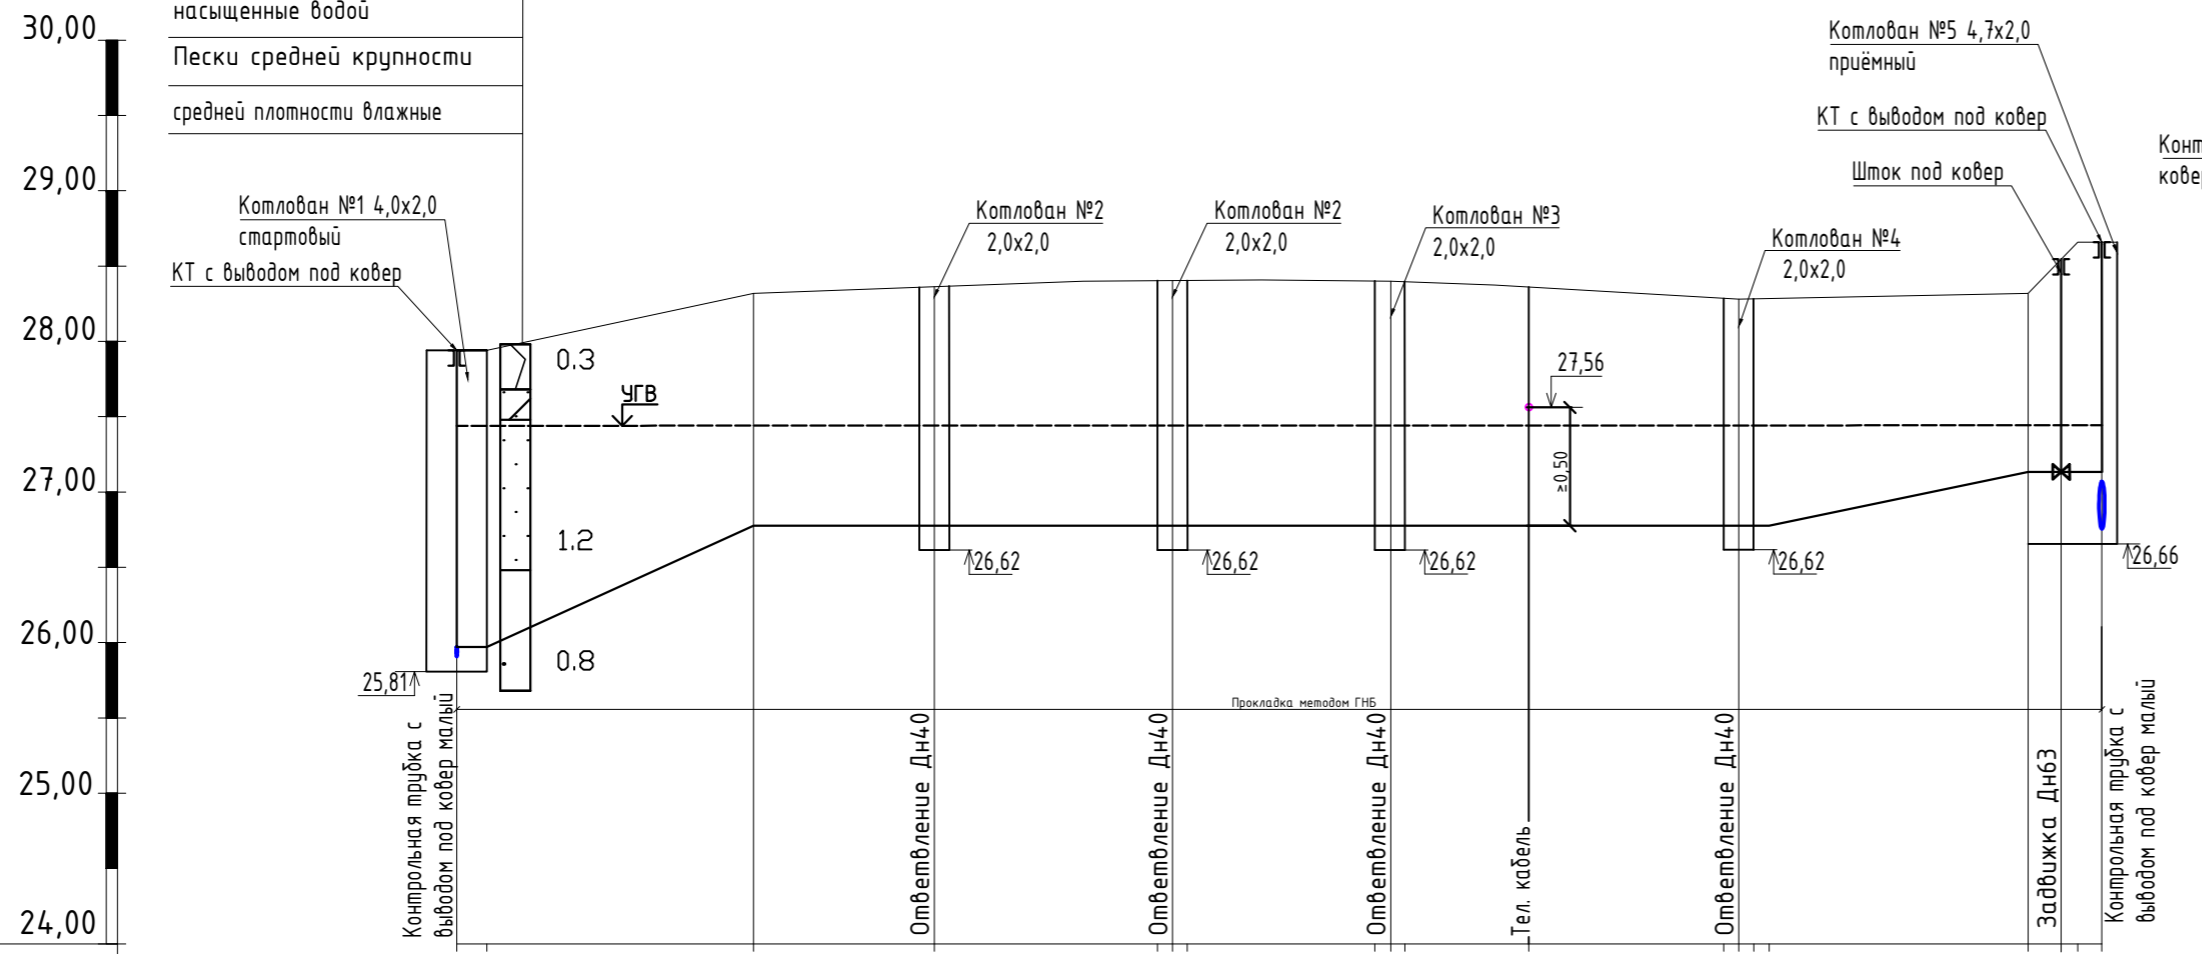 насыщенные водой
Пески средней крупности
средней плотности влажные
30,00
29,00
28,00
27,00
26,00
25,00
24,00
Котлован №1 4,0х2,0
стартовый
КТ с выводом под ковер
0.3
1.2
0.8
УГВ
25,81
Котлован №2
2,0х2,0
26,62
Котлован №2
2,0х2,0
26,62
Котлован №3
2,0х2,0
26,62
27,56
≥0,50
Котлован №4
2,0х2,0
26,62
Котлован №5 4,7х2,0
приёмный
КТ с выводом под ковер
Шток под ковер
26,66
Прокладка методом ГНБ
Контрольная трубка с
выводом под ковер малый
Ответвление Дн40
Ответвление Дн40
Ответвление Дн40
Тел. кабель
Ответвление Дн40
Задвижка Дн63
Контрольная трубка с
выводом под ковер малый